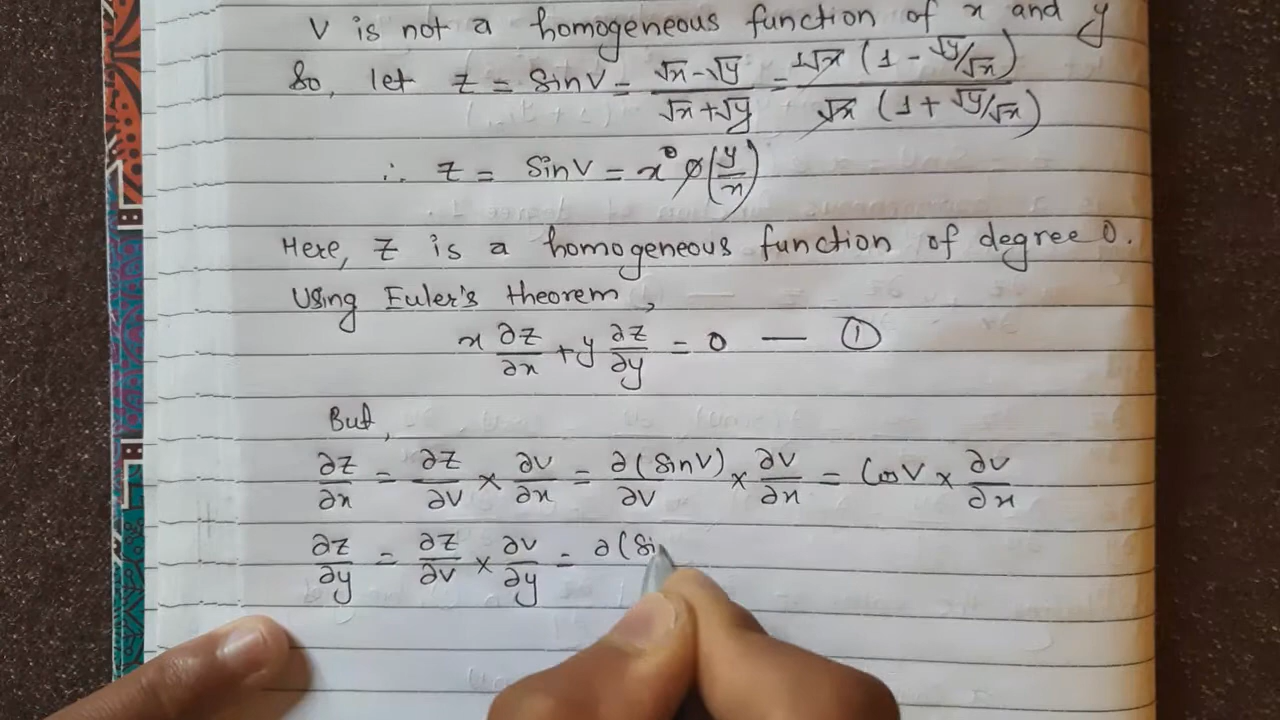 V is not a homogeneous function of x and y
So, let z = SinV = √x-√y/√x+√y = √x (1 - √y/√x)/√x (1 + √y/√x)
∴ z = SinV = x⁰ φ(y/x)
Here, z is a homogeneous function of degree 0.
Using Euler's theorem,
x ∂z/∂x + y ∂z/∂y = 0 — ①
But,
∂z/∂x = ∂z/∂v × ∂v/∂x = ∂(SinV)/∂v × ∂v/∂x = CosV × ∂v/∂x
∂z/∂y = ∂z/∂v × ∂v/∂y = ∂(Si